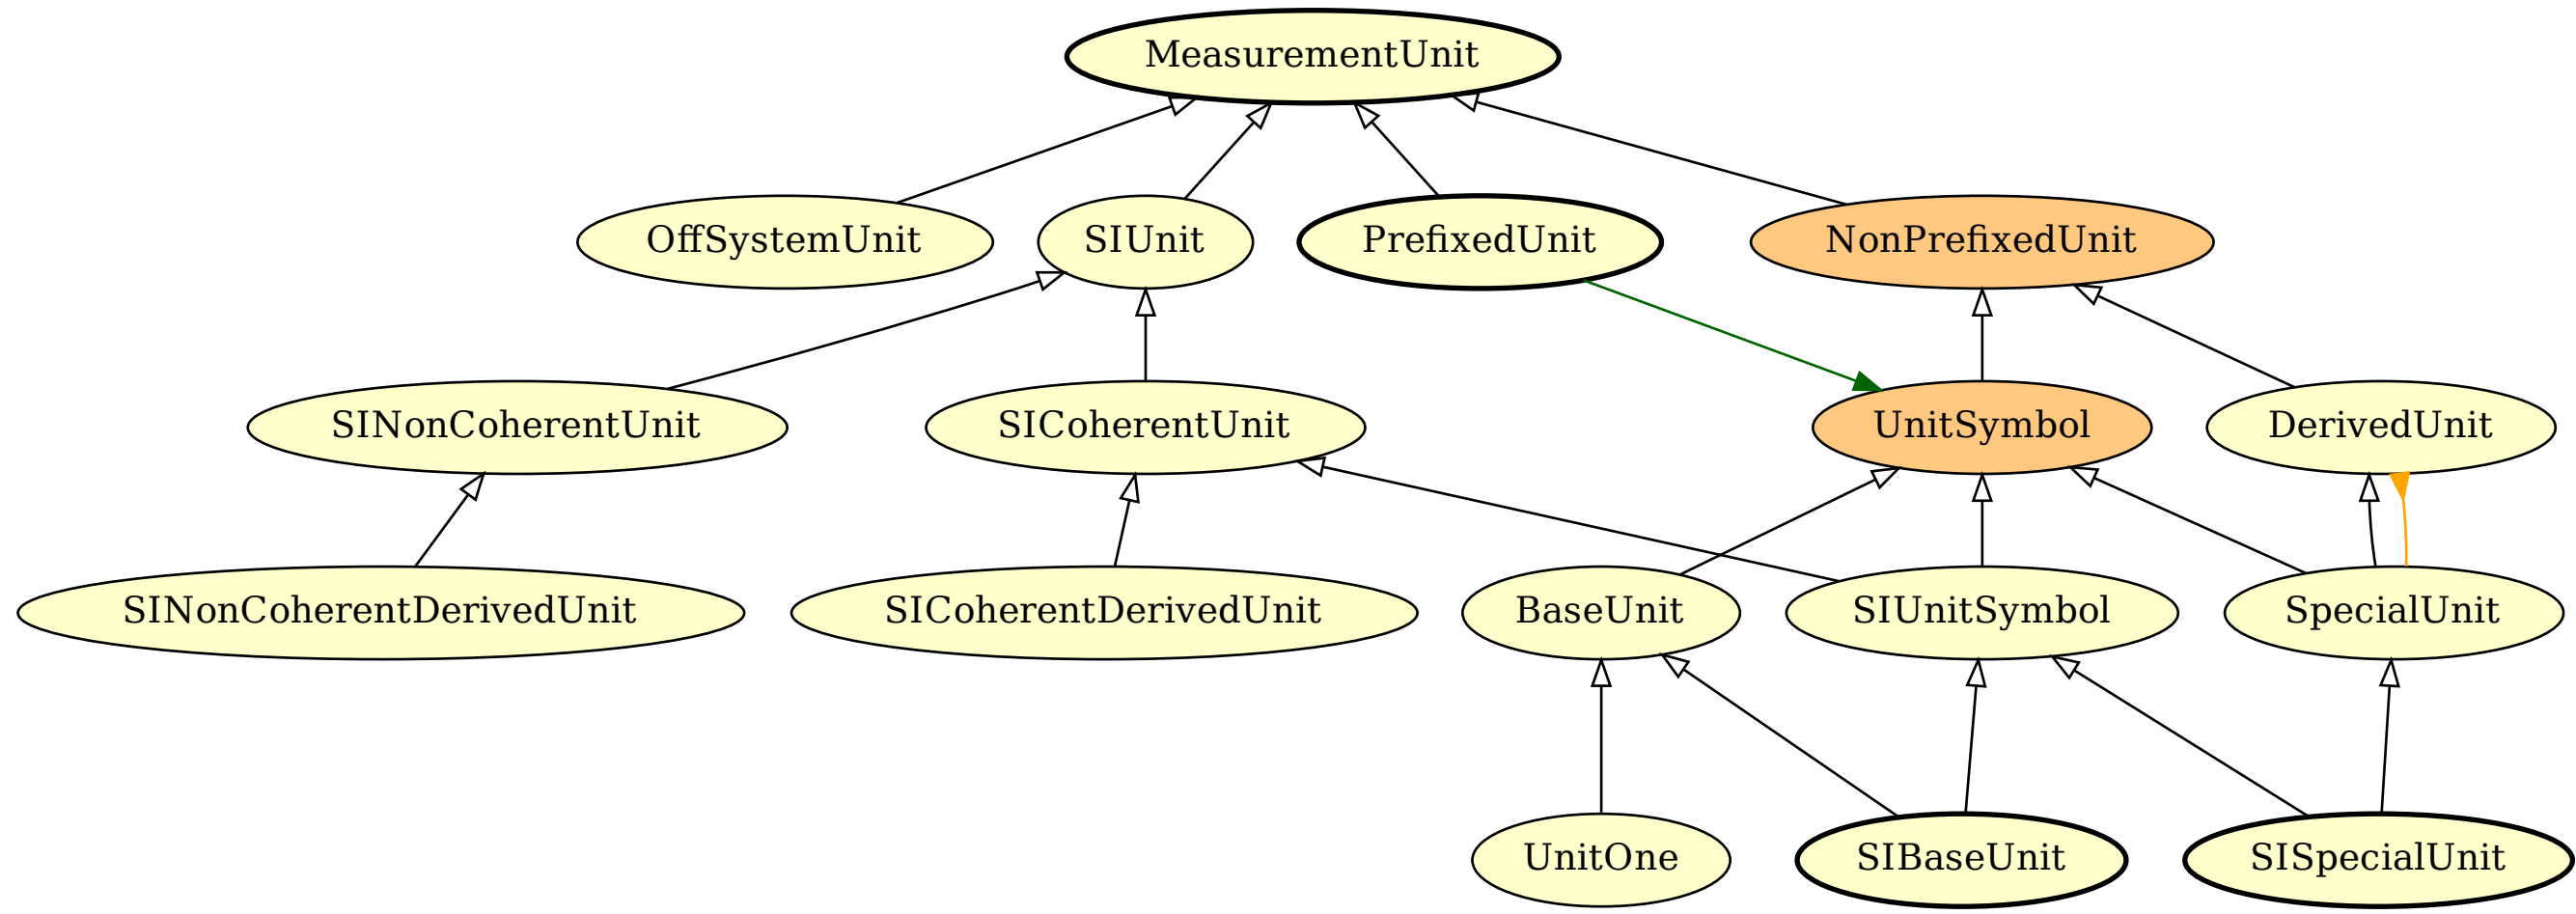 MeasurementUnit
OffSystemUnit
SIUnit
PrefixedUnit
NonPrefixedUnit
SINonCoherentUnit
SICoherentUnit
UnitSymbol
DerivedUnit
SINonCoherentDerivedUnit
SICoherentDerivedUnit
BaseUnit
SIUnitSymbol
SpecialUnit
UnitOne
SIBaseUnit
SISpecialUnit